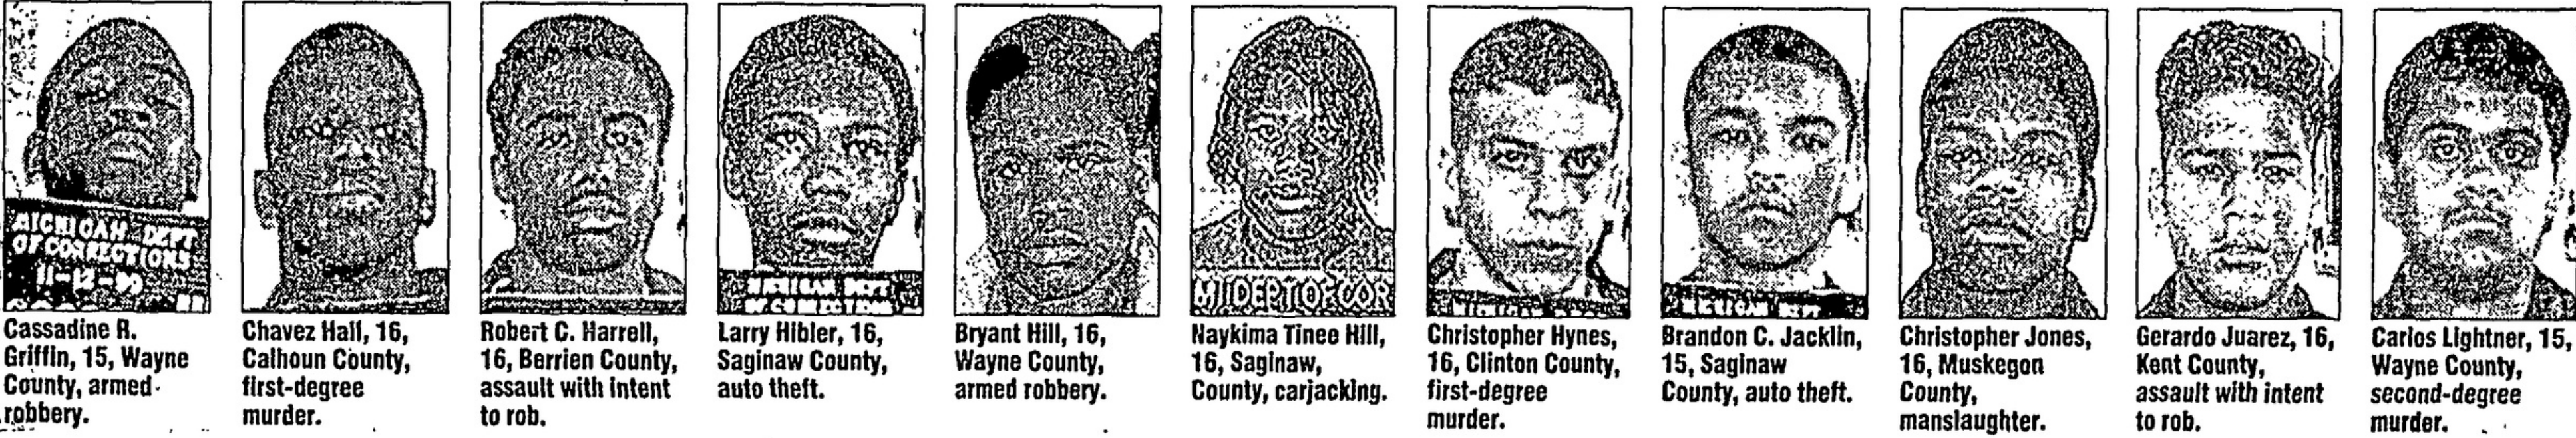 MICHIGAN DEPT
OF CORRECTIONS
11-12-90
Cassadine R.
Griffin, 15, Wayne
County, armed
robbery.
Chavez Hall, 16,
Calhoun County,
first-degree
murder.
Robert C. Harrell,
16, Berrien County,
assault with intent
to rob.
MICHIGAN DEPT
Larry Hibler, 16,
Saginaw County,
auto theft.
Bryant Hill, 16,
Wayne County,
armed robbery.
MI DEPT OF COR
Naykima Tinee Hill,
16, Saginaw,
County, carjacking.
Christopher Hynes,
16, Clinton County,
first-degree
murder.
MICHIGAN DEPT
Brandon C. Jacklin,
15, Saginaw
County, auto theft.
Christopher Jones,
16, Muskegon
County,
manslaughter.
Gerardo Juarez, 16,
Kent County,
assault with intent
to rob.
Carlos Lightner, 15,
Wayne County,
second-degree
murder.